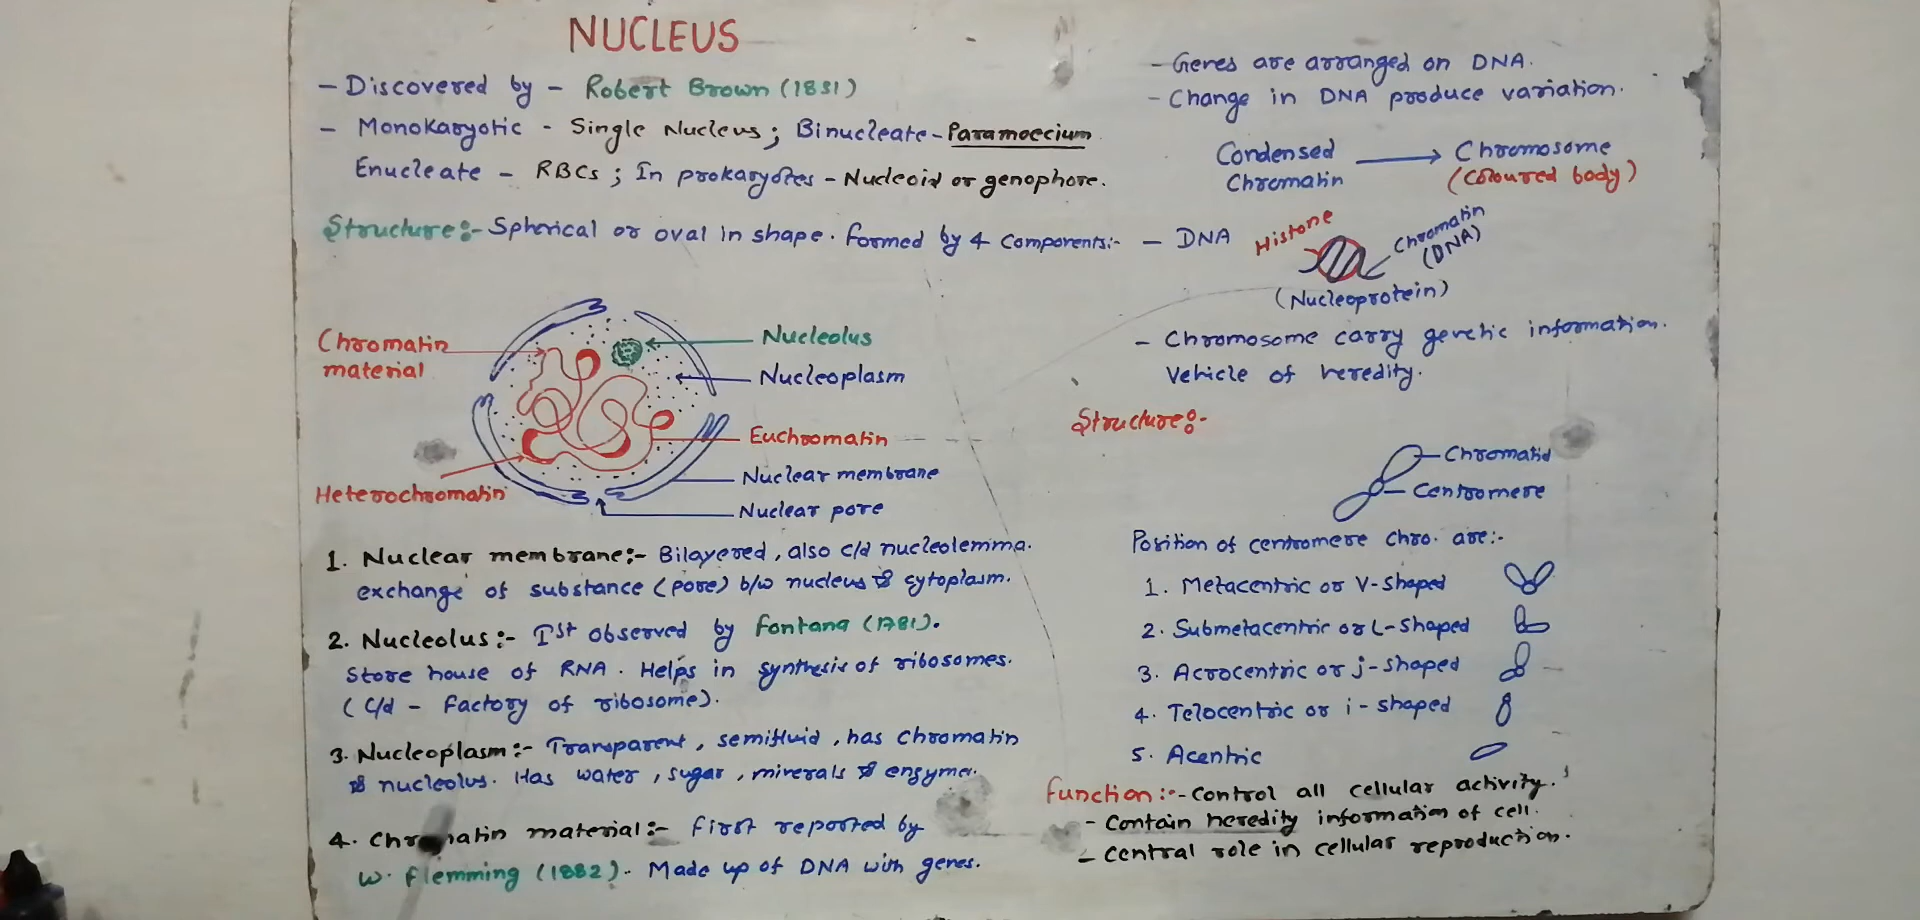 NUCLEUS
- Discovered by - Robert Brown (1831)
- Monokaryotic - Single Nucleus; Binucleate - Paramoecium
Enucleate - RBCs; In prokaryotes - Nucleoid or genophore.
Structure:- Spherical or oval in shape. formed by 4 Components:-
Chromatin
material
Nucleolus
Nucleoplasm
Euchromatin
Heterochromatin
Nuclear membrane
Nuclear pore
1. Nuclear membrane:- Bilayered, also c/d nucleolemma.
exchange of substance (pore) b/w nucleus & cytoplasm.
2. Nucleolus:- Ist observed by Fontana (1781).
Store house of RNA. Helps in synthesis of ribosomes.
(c/d - factory of ribosome).
3. Nucleoplasm:- Transparent, semifluid, has chromatin
& nucleolus. Has water, sugar, minerals & enzyme.
4. Chromatin material:- First reported by
W. Flemming (1882). Made up of DNA with genes.
- Genes are arranged on DNA.
- Change in DNA produce variation.
Condensed
Chromatin
Chromosome
(Coloured body)
- DNA
Histone
Chromatin
(DNA)
(Nucleoprotein)
- Chromosome carry genetic information.
Vehicle of heredity.
Structure:-
Chromatid
Centromere
Position of centromere chro. are:-
1. Metacentric or V-shaped
2. Submetacentric or L-shaped
3. Acrocentric or j-shaped
4. Telocentric or i-shaped
5. Acentric
Function:- - Control all cellular activity.
- Contain heredity information of cell.
- Central role in cellular reproduction.